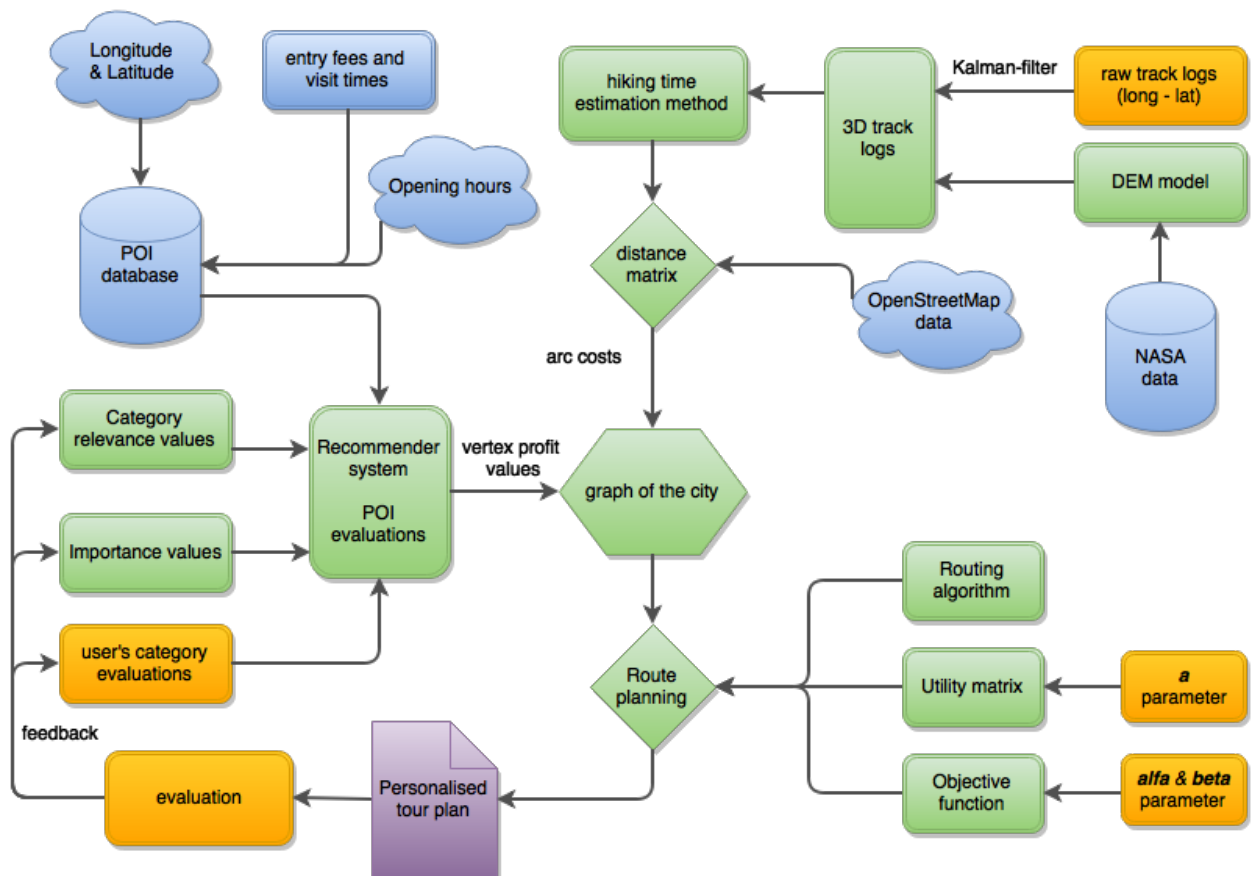 Longitude
& Latitude
entry fees and
visit times
hiking time
estimation method
Kalman-filter
raw track logs
(long - lat)
3D track
logs
Opening hours
DEM model
POI
database
distance
matrix
OpenStreetMap
data
NASA
data
arc costs
Category
relevance values
Recommender
system
POI
evaluations
vertex profit
values
graph of the city
Importance values
Routing
algorithm
user's category
evaluations
Route
planning
Utility matrix
a
parameter
feedback
evaluation
Personalised
tour plan
Objective
function
alfa & beta
parameter